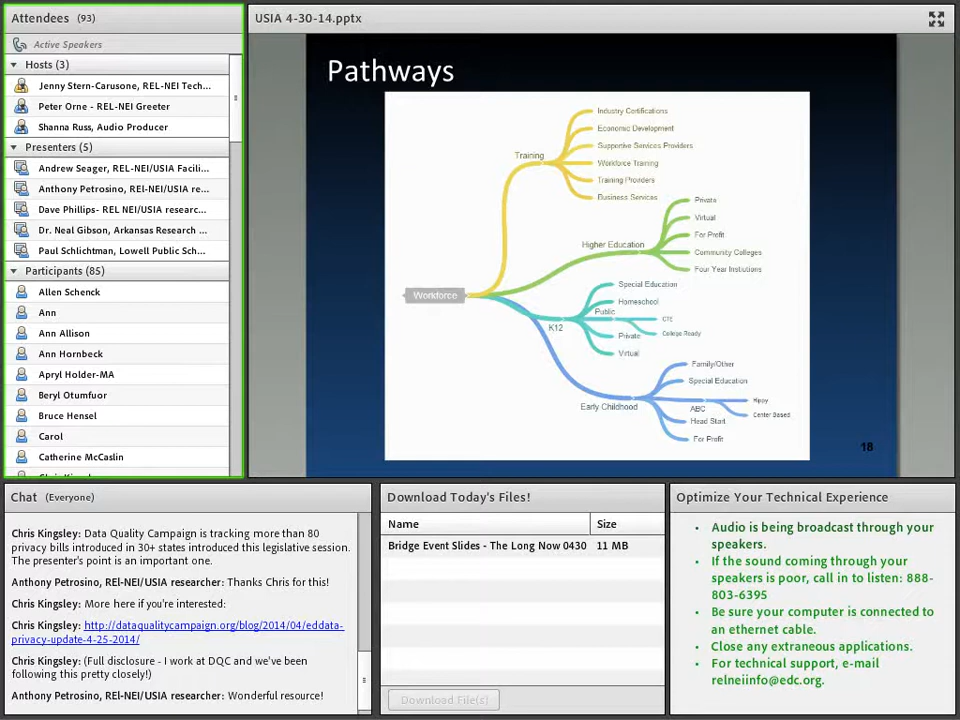 Attendees (93)
Active Speakers
Hosts (3)
Jenny Stern-Carusone, REL-NEI Tech...
Peter Orne - REL-NEI Greeter
Shanna Russ, Audio Producer
Presenters (5)
Andrew Seager, REL-NEI/USIA Facili...
Anthony Petrosino, REl-NEI/USIA re...
Dave Phillips- REL NEI/USIA researc...
Dr. Neal Gibson, Arkansas Research ...
Paul Schlichtman, Lowell Public Sch...
Participants (85)
Allen Schenck
Ann
Ann Allison
Ann Hornbeck
Apryl Holder-MA
Beryl Otumfuor
Bruce Hensel
Carol
Catherine McCaslin
USIA 4-30-14.pptx
Pathways
Workforce
Training
Industry Certifications
Economic Development
Supportive Services Providers
Workforce Training
Training Providers
Business Services
Higher Education
Private
Virtual
For Profit
Community Colleges
Four Year Instiutions
K12
Special Education
Homeschool
Public
CTE
College Ready
Private
Virtual
Early Childhood
Family/Other
Special Education
ABC
Hippy
Center Based
Head Start
For Profit
18
Chat (Everyone)
Chris Kingsley: Data Quality Campaign is tracking more than 80
privacy bills introduced in 30+ states introduced this legislative session.
The presenter's point is an important one.
Anthony Petrosino, REl-NEI/USIA researcher: Thanks Chris for this!
Chris Kingsley: More here if you're interested:
Chris Kingsley: http://dataqualitycampaign.org/blog/2014/04/eddata-
privacy-update-4-25-2014/
Chris Kingsley: (Full disclosure - I work at DQC and we've been
following this pretty closely!)
Anthony Petrosino, REl-NEI/USIA researcher: Wonderful resource!
Download Today's Files!
Name Size
Bridge Event Slides - The Long Now 0430 11 MB
Download File(s)
Optimize Your Technical Experience
• Audio is being broadcast through your
speakers.
• If the sound coming through your
speakers is poor, call in to listen: 888-
803-6395
• Be sure your computer is connected to
an ethernet cable.
• Close any extraneous applications.
• For technical support, e-mail
relneiinfo@edc.org.